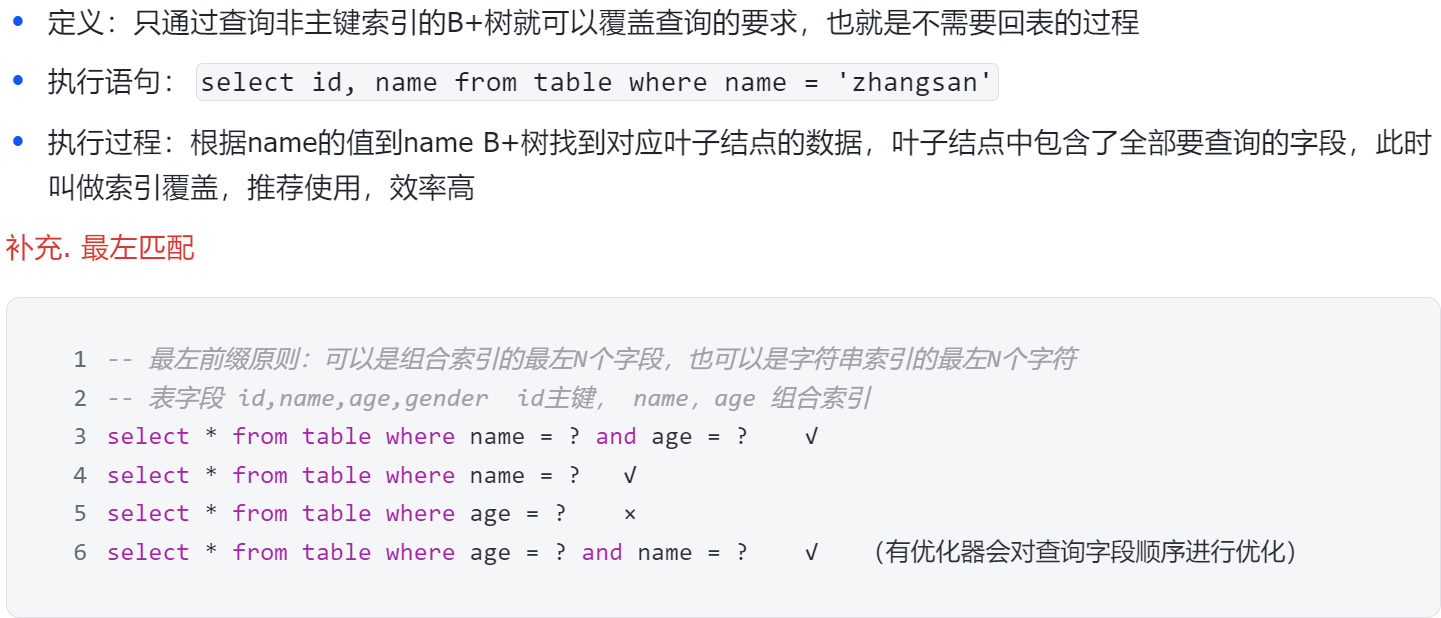 • 定义：只通过查询非主键索引的B+树就可以覆盖查询的要求，也就是不需要回表的过程
• 执行语句： select id, name from table where name = 'zhangsan'
• 执行过程：根据name的值到name B+树找到对应叶子结点的数据，叶子结点中包含了全部要查询的字段，此时
叫做索引覆盖，推荐使用，效率高
补充. 最左匹配
1 -- 最左前缀原则：可以是组合索引的最左N个字段，也可以是字符串索引的最左N个字符
2 -- 表字段 id,name,age,gender  id主键， name，age 组合索引
3 select * from table where name = ? and age = ?    √
4 select * from table where name = ?   √
5 select * from table where age = ?    ×
6 select * from table where age = ? and name = ?    √   （有优化器会对查询字段顺序进行优化）